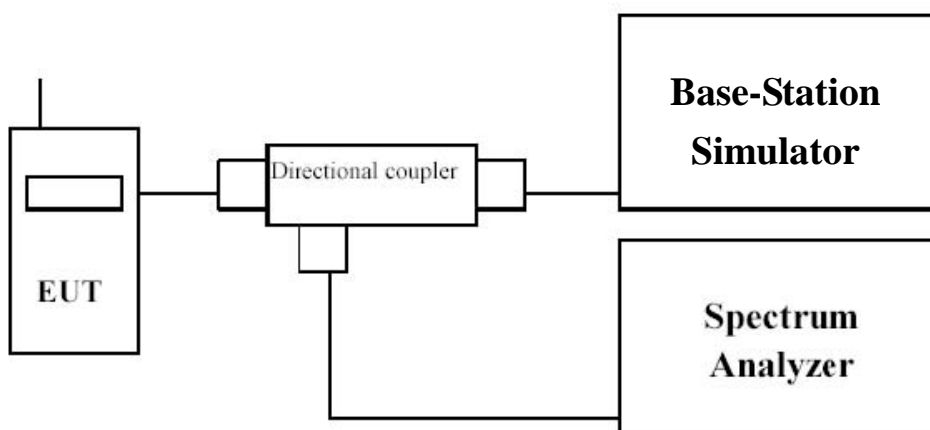 Base-Station
Simulator
Directional coupler
EUT
Spectrum
Analyzer